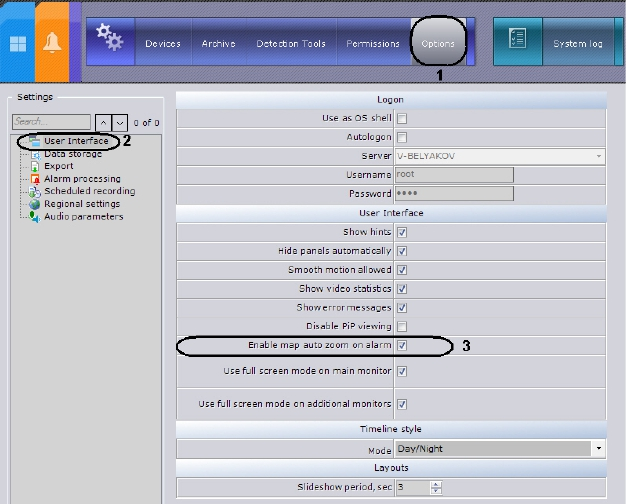 Devices
Archive
Detection Tools
Permissions
Options
System log
1
Settings
Search...
0 of 0
User Interface 2
Data storage
Export
Alarm processing
Scheduled recording
Regional settings
Audio parameters
Logon
Use as OS shell
Autologon
Server V-BELYAKOV
Username root
Password ••••
User Interface
Show hints
Hide panels automatically
Smooth motion allowed
Show video statistics
Show error messages
Disable PiP viewing
Enable map auto zoom on alarm 3
Use full screen mode on main monitor
Use full screen mode on additional monitors
Timeline style
Mode Day/Night
Layouts
Slideshow period, sec 3